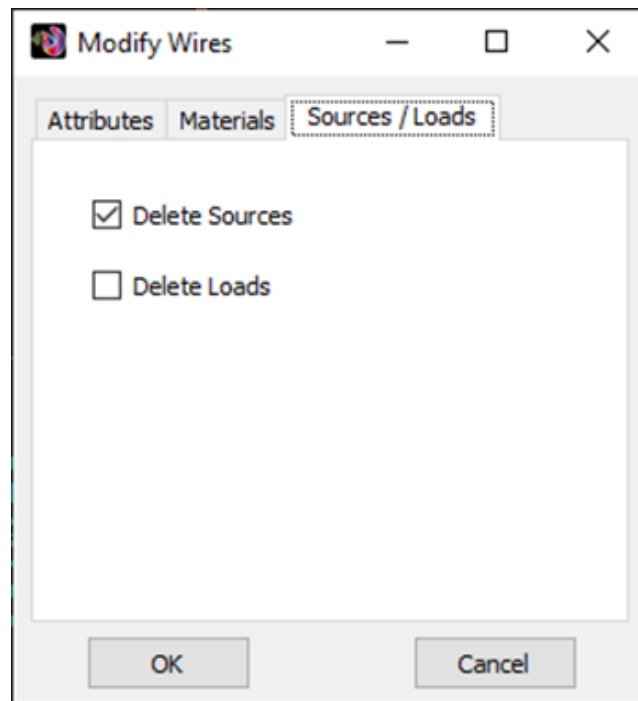 Modify Wires
Attributes Materials Sources / Loads
Delete Sources
Delete Loads
OK Cancel